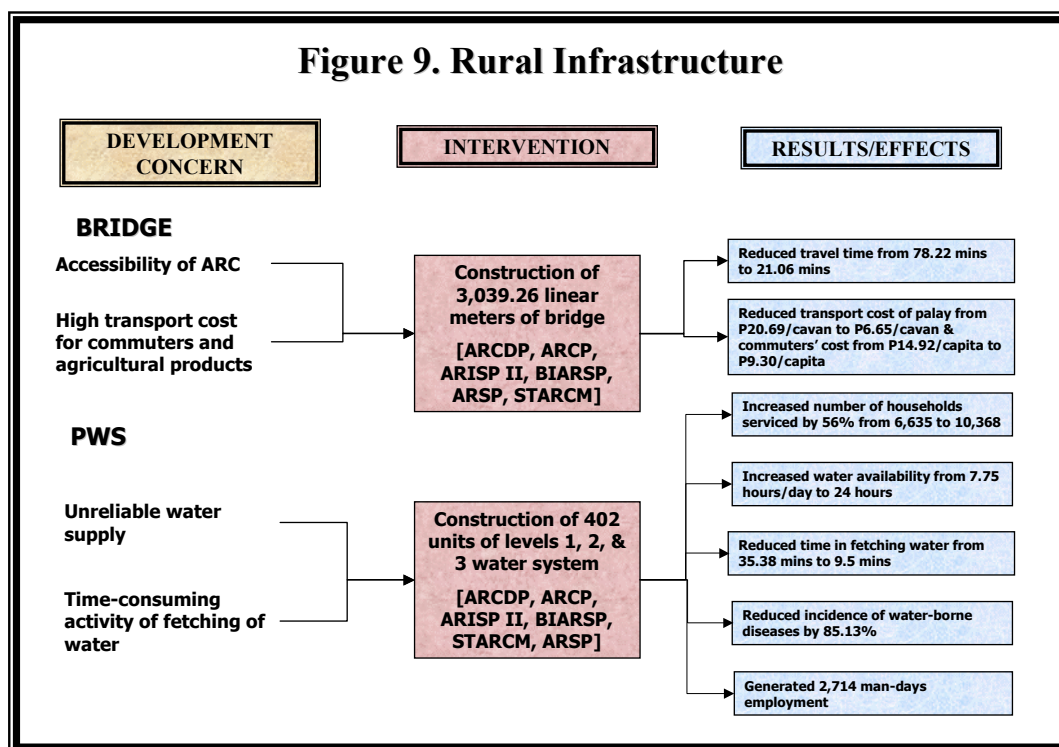 Figure 9. Rural Infrastructure
DEVELOPMENT
CONCERN
INTERVENTION
RESULTS/EFFECTS
BRIDGE
Accessibility of ARC
High transport cost
for commuters and
agricultural products
Construction of
3,039.26 linear
meters of bridge
[ARCDP, ARCP,
ARISP II, BIARSP,
ARSP, STARCM]
Reduced travel time from 78.22 mins
to 21.06 mins
Reduced transport cost of palay from
P20.69/cavan to P6.65/cavan &
commuters’ cost from P14.92/capita to
P9.30/capita
PWS
Unreliable water
supply
Time-consuming
activity of fetching of
water
Construction of 402
units of levels 1, 2, &
3 water system
[ARCDP, ARCP,
ARISP II, BIARSP,
STARCM, ARSP]
Increased number of households
serviced by 56% from 6,635 to 10,368
Increased water availability from 7.75
hours/day to 24 hours
Reduced time in fetching water from
35.38 mins to 9.5 mins
Reduced incidence of water-borne
diseases by 85.13%
Generated 2,714 man-days
employment